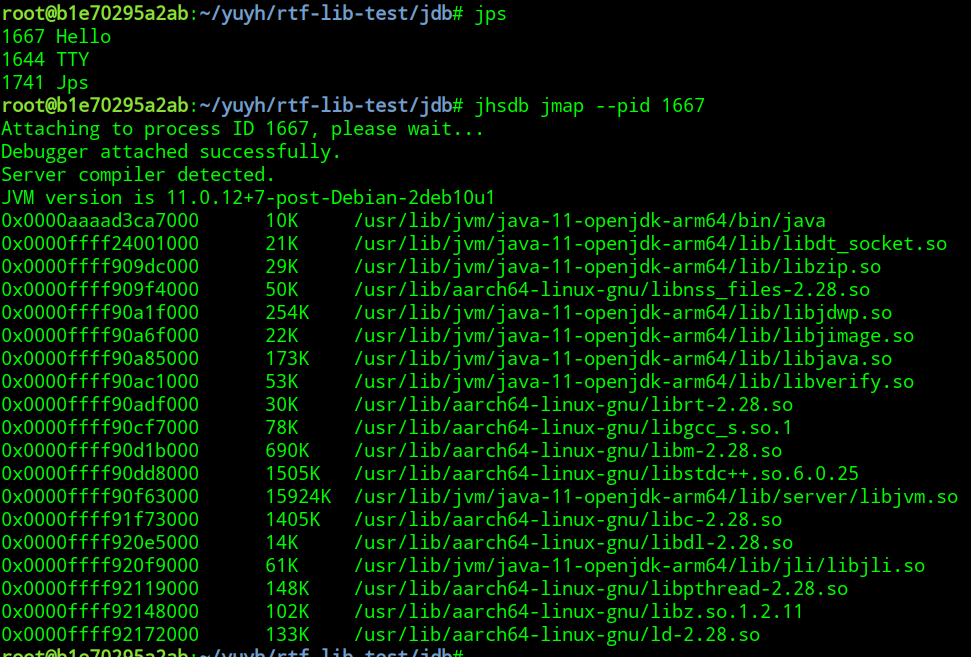 root@b1e70295a2ab:~/yuyh/rtf-lib-test/jdb# jps
1667 Hello
1644 TTY
1741 Jps
root@b1e70295a2ab:~/yuyh/rtf-lib-test/jdb# jhsdb jmap --pid 1667
Attaching to process ID 1667, please wait...
Debugger attached successfully.
Server compiler detected.
JVM version is 11.0.12+7-post-Debian-2deb10u1
0x0000aaaad3ca7000 10K /usr/lib/jvm/java-11-openjdk-arm64/bin/java
0x0000ffff24001000 21K /usr/lib/jvm/java-11-openjdk-arm64/lib/libdt_socket.so
0x0000ffff909dc000 29K /usr/lib/jvm/java-11-openjdk-arm64/lib/libzip.so
0x0000ffff909f4000 50K /usr/lib/aarch64-linux-gnu/libnss_files-2.28.so
0x0000ffff90a1f000 254K /usr/lib/jvm/java-11-openjdk-arm64/lib/libjdwp.so
0x0000ffff90a6f000 22K /usr/lib/jvm/java-11-openjdk-arm64/lib/libjimage.so
0x0000ffff90a85000 173K /usr/lib/jvm/java-11-openjdk-arm64/lib/libjava.so
0x0000ffff90ac1000 53K /usr/lib/jvm/java-11-openjdk-arm64/lib/libverify.so
0x0000ffff90adf000 30K /usr/lib/aarch64-linux-gnu/librt-2.28.so
0x0000ffff90cf7000 78K /usr/lib/aarch64-linux-gnu/libgcc_s.so.1
0x0000ffff90d1b000 690K /usr/lib/aarch64-linux-gnu/libm-2.28.so
0x0000ffff90dd8000 1505K /usr/lib/aarch64-linux-gnu/libstdc++.so.6.0.25
0x0000ffff90f63000 15924K /usr/lib/jvm/java-11-openjdk-arm64/lib/server/libjvm.so
0x0000ffff91f73000 1405K /usr/lib/aarch64-linux-gnu/libc-2.28.so
0x0000ffff920e5000 14K /usr/lib/aarch64-linux-gnu/libdl-2.28.so
0x0000ffff920f9000 61K /usr/lib/jvm/java-11-openjdk-arm64/lib/jli/libjli.so
0x0000ffff92119000 148K /usr/lib/aarch64-linux-gnu/libpthread-2.28.so
0x0000ffff92148000 102K /usr/lib/aarch64-linux-gnu/libz.so.1.2.11
0x0000ffff92172000 133K /usr/lib/aarch64-linux-gnu/ld-2.28.so
root@b1e70295a2ab:~/yuyh/rtf-lib-test/jdb#